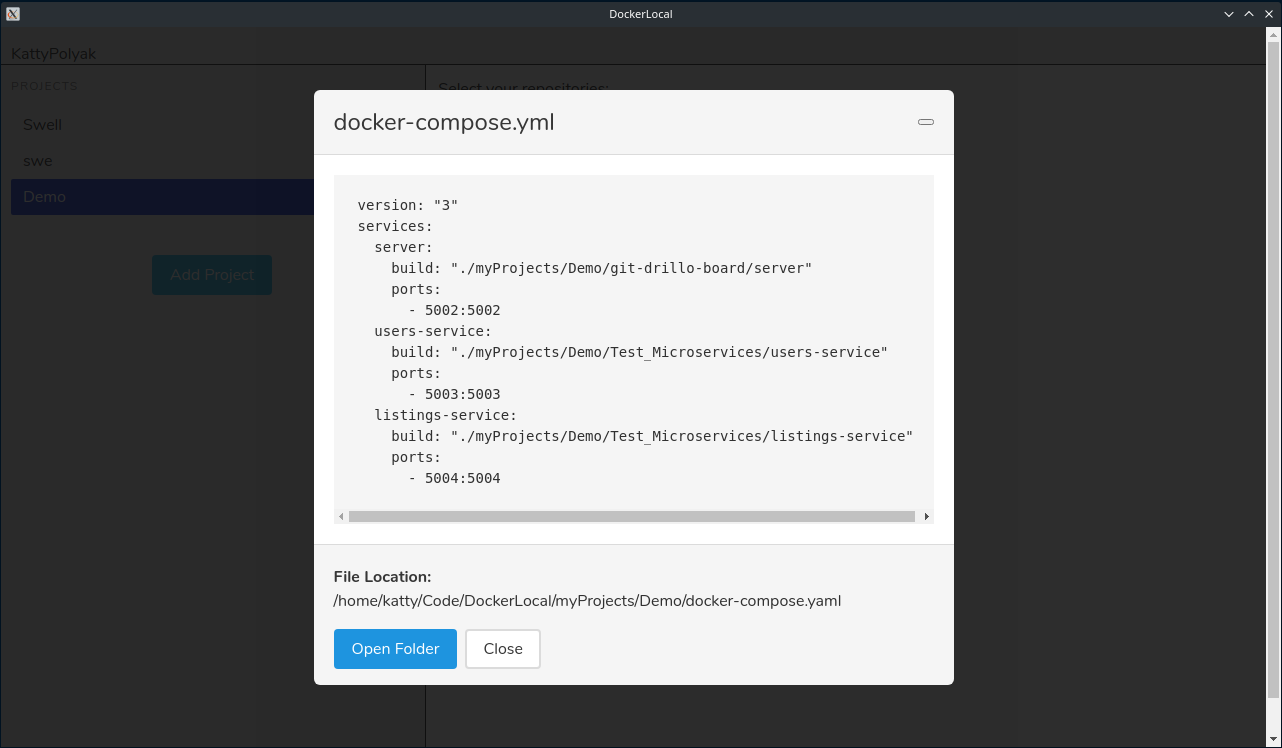 DockerLocal
KattyPolyak
PROJECTS
Select your repositories:
Swell
swe
Demo
Add Project
docker-compose.yml
version: "3"
services:
  server:
    build: "./myProjects/Demo/git-drillo-board/server"
    ports:
      - 5002:5002
  users-service:
    build: "./myProjects/Demo/Test_Microservices/users-service"
    ports:
      - 5003:5003
  listings-service:
    build: "./myProjects/Demo/Test_Microservices/listings-service"
    ports:
      - 5004:5004
File Location:
/home/katty/Code/DockerLocal/myProjects/Demo/docker-compose.yaml
Open Folder
Close